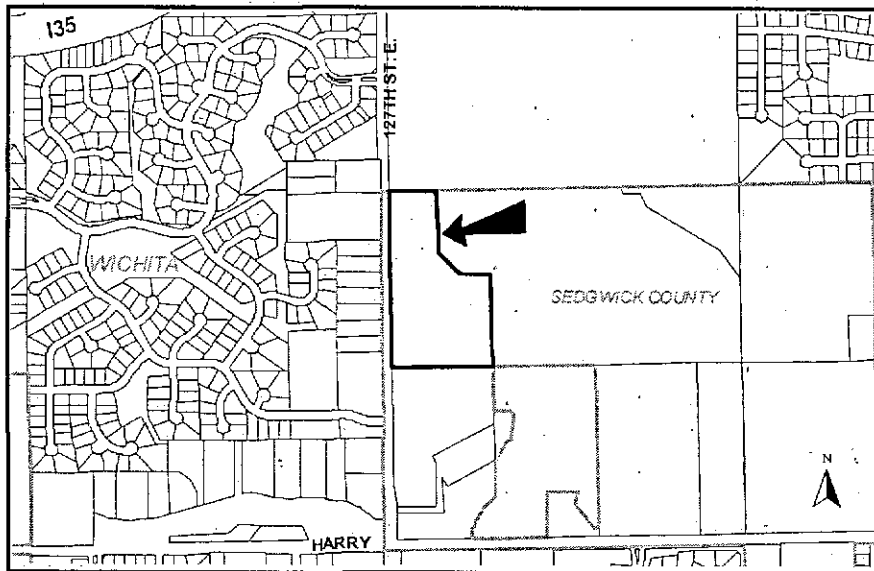 135
127TH ST. E.
WICHITA
SEDGWICK COUNTY
N
HARRY